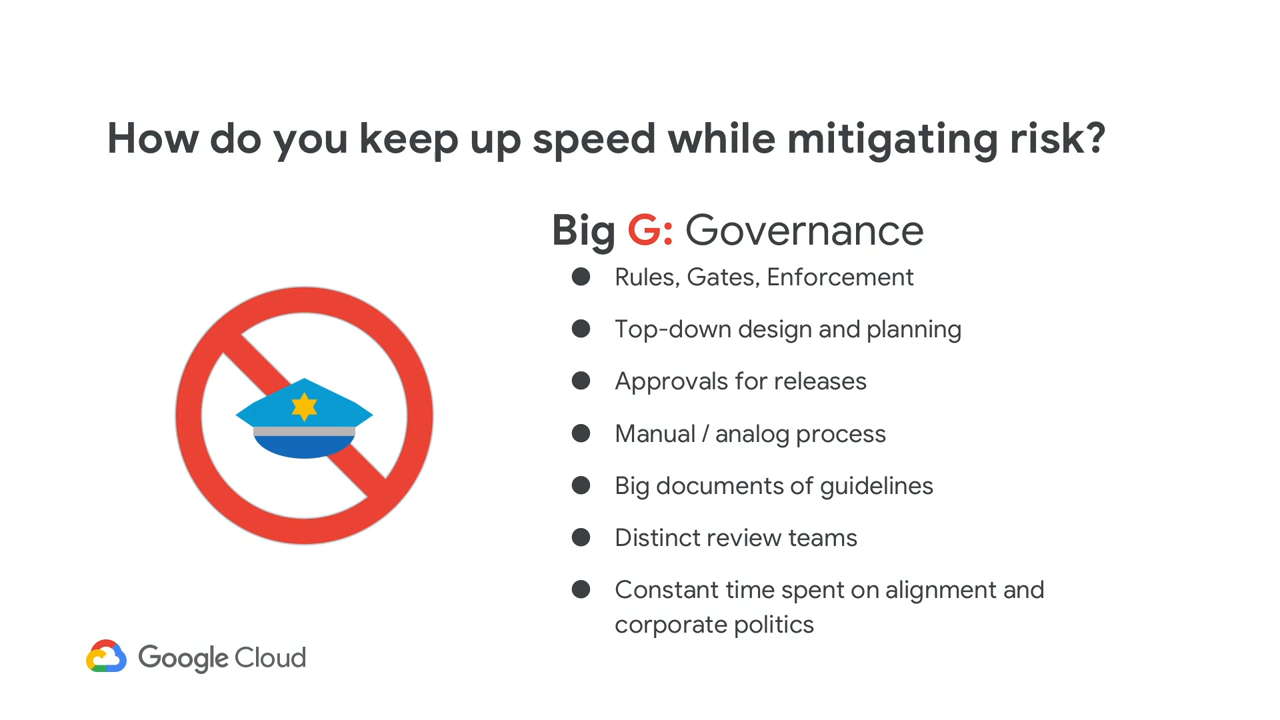 How do you keep up speed while mitigating risk?
Big G: Governance
● Rules, Gates, Enforcement
● Top-down design and planning
● Approvals for releases
● Manual / analog process
● Big documents of guidelines
● Distinct review teams
● Constant time spent on alignment and
corporate politics
Google Cloud